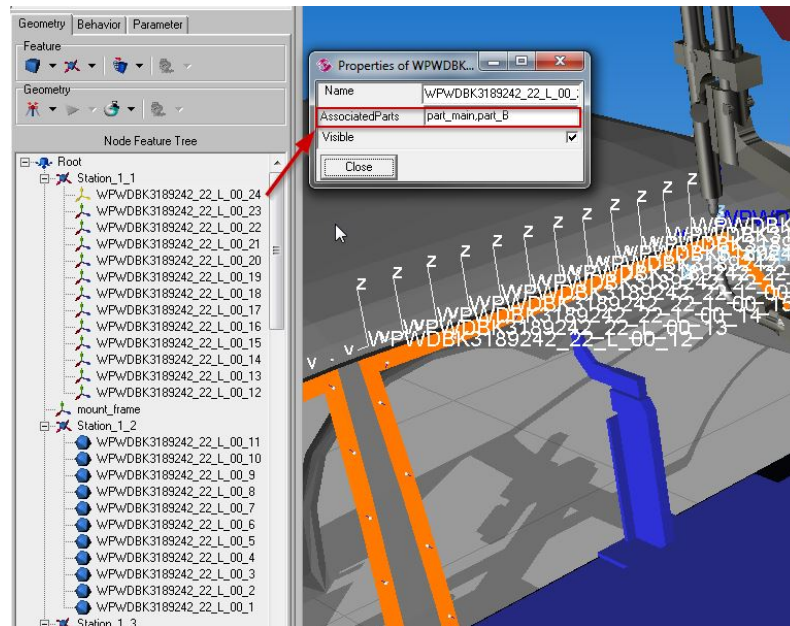 Geometry
Behavior
Parameter
Feature
Geometry
Node Feature Tree
Root
Station_1_1
WPWDBK3189242_22_L_00_24
WPWDBK3189242_22_L_00_23
WPWDBK3189242_22_L_00_22
WPWDBK3189242_22_L_00_21
WPWDBK3189242_22_L_00_20
WPWDBK3189242_22_L_00_19
WPWDBK3189242_22_L_00_18
WPWDBK3189242_22_L_00_17
WPWDBK3189242_22_L_00_16
WPWDBK3189242_22_L_00_15
WPWDBK3189242_22_L_00_14
WPWDBK3189242_22_L_00_13
WPWDBK3189242_22_L_00_12
mount_frame
Station_1_2
WPWDBK3189242_22_L_00_11
WPWDBK3189242_22_L_00_10
WPWDBK3189242_22_L_00_9
WPWDBK3189242_22_L_00_8
WPWDBK3189242_22_L_00_7
WPWDBK3189242_22_L_00_6
WPWDBK3189242_22_L_00_5
WPWDBK3189242_22_L_00_4
WPWDBK3189242_22_L_00_3
WPWDBK3189242_22_L_00_2
WPWDBK3189242_22_L_00_1
Station_1_3
Properties of WPWDBK...
Name WPWDBK3189242_22_L_00_:
AssociatedParts part_main,part_B
Visible
Close
Z Z Z Z Z Z Z Z Z Z
WPWDBK3189242_22_L_00_12